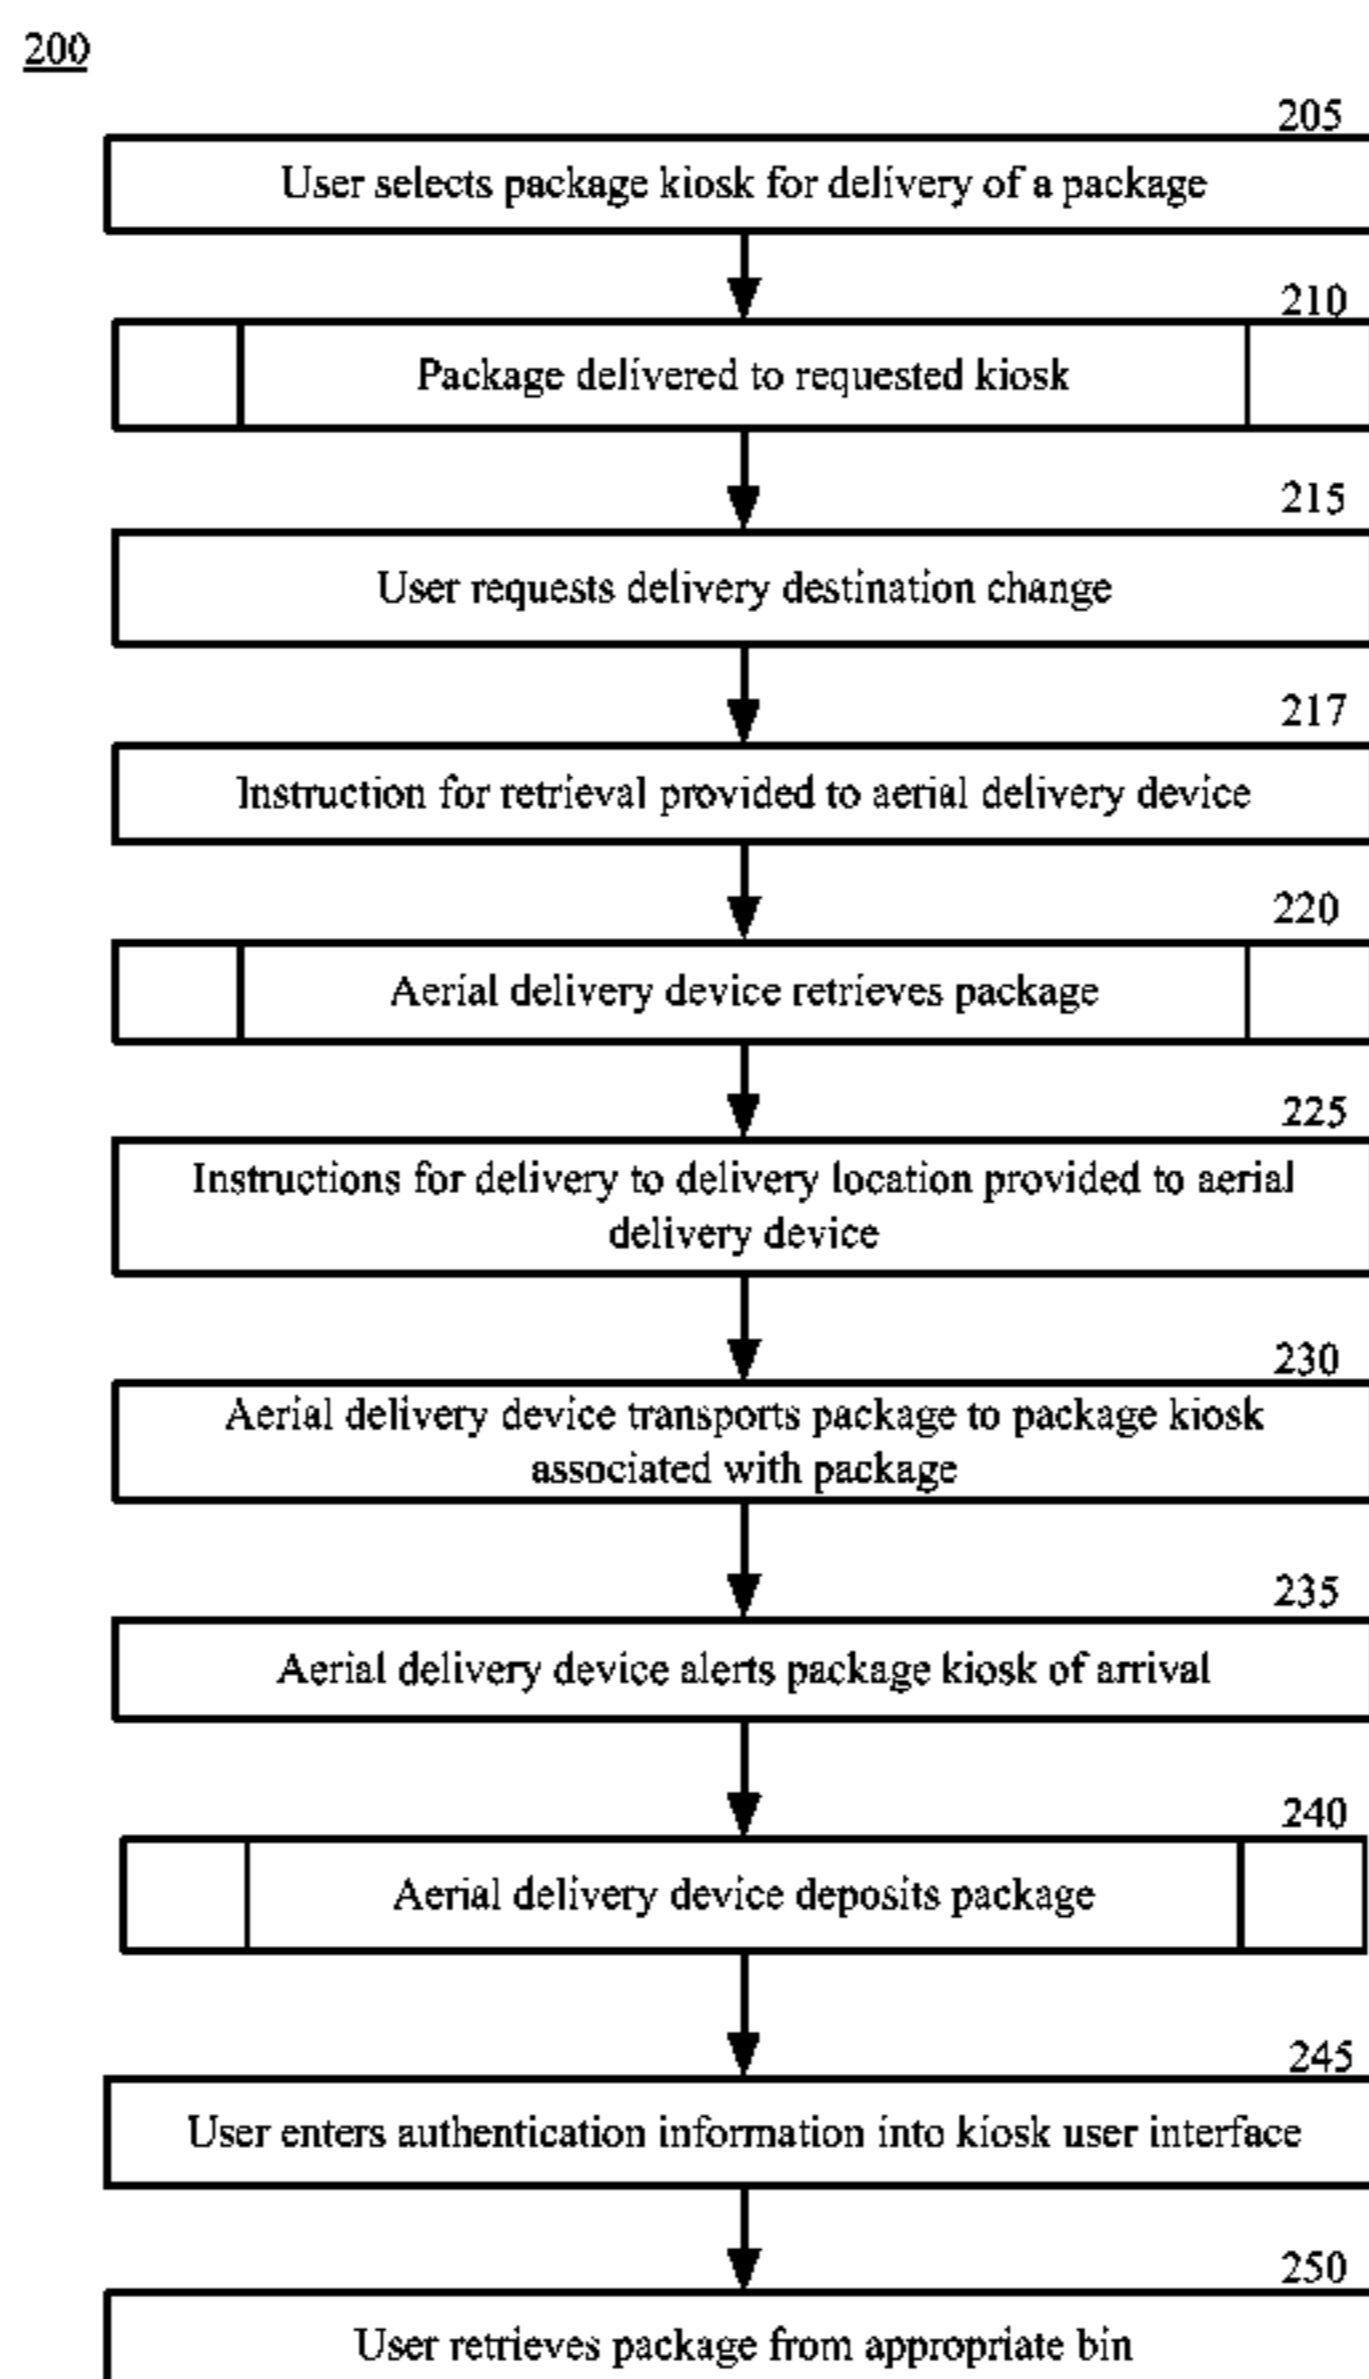 200
205
User selects package kiosk for delivery of a package
210
Package delivered to requested kiosk
215
User requests delivery destination change
217
Instruction for retrieval provided to aerial delivery device
220
Aerial delivery device retrieves package
225
Instructions for delivery to delivery location provided to aerial
delivery device
230
Aerial delivery device transports package to package kiosk
associated with package
235
Aerial delivery device alerts package kiosk of arrival
240
Aerial delivery device deposits package
245
User enters authentication information into kiosk user interface
250
User retrieves package from appropriate bin